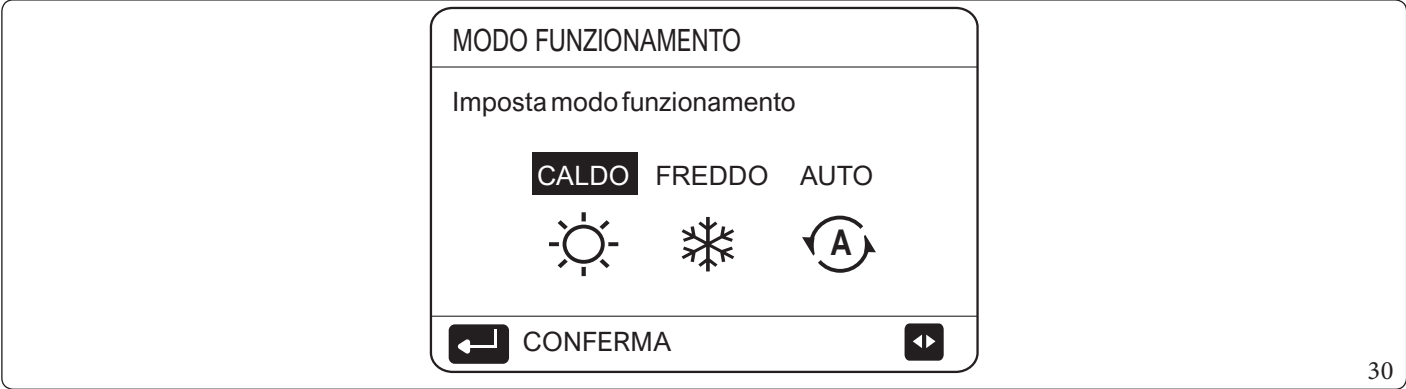 MODO FUNZIONAMENTO
Imposta modo funzionamento
CALDO FREDDO AUTO
A
CONFERMA
30